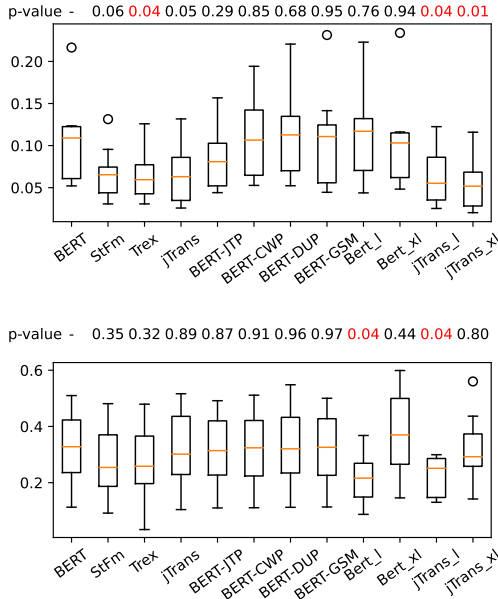 p-value - 0.06 0.04 0.05 0.29 0.85 0.68 0.95 0.76 0.94 0.04 0.01
0.20
0.15
0.10
0.05
BERT StFm Trex jTrans BERT-JTP BERT-CWP BERT-DUP BERT-GSM Bert_l Bert_xl jTrans_l jTrans_xl
p-value - 0.35 0.32 0.89 0.87 0.91 0.96 0.97 0.04 0.44 0.04 0.80
0.6
0.4
0.2
BERT StFm Trex jTrans BERT-JTP BERT-CWP BERT-DUP BERT-GSM Bert_l Bert_xl jTrans_l jTrans_xl